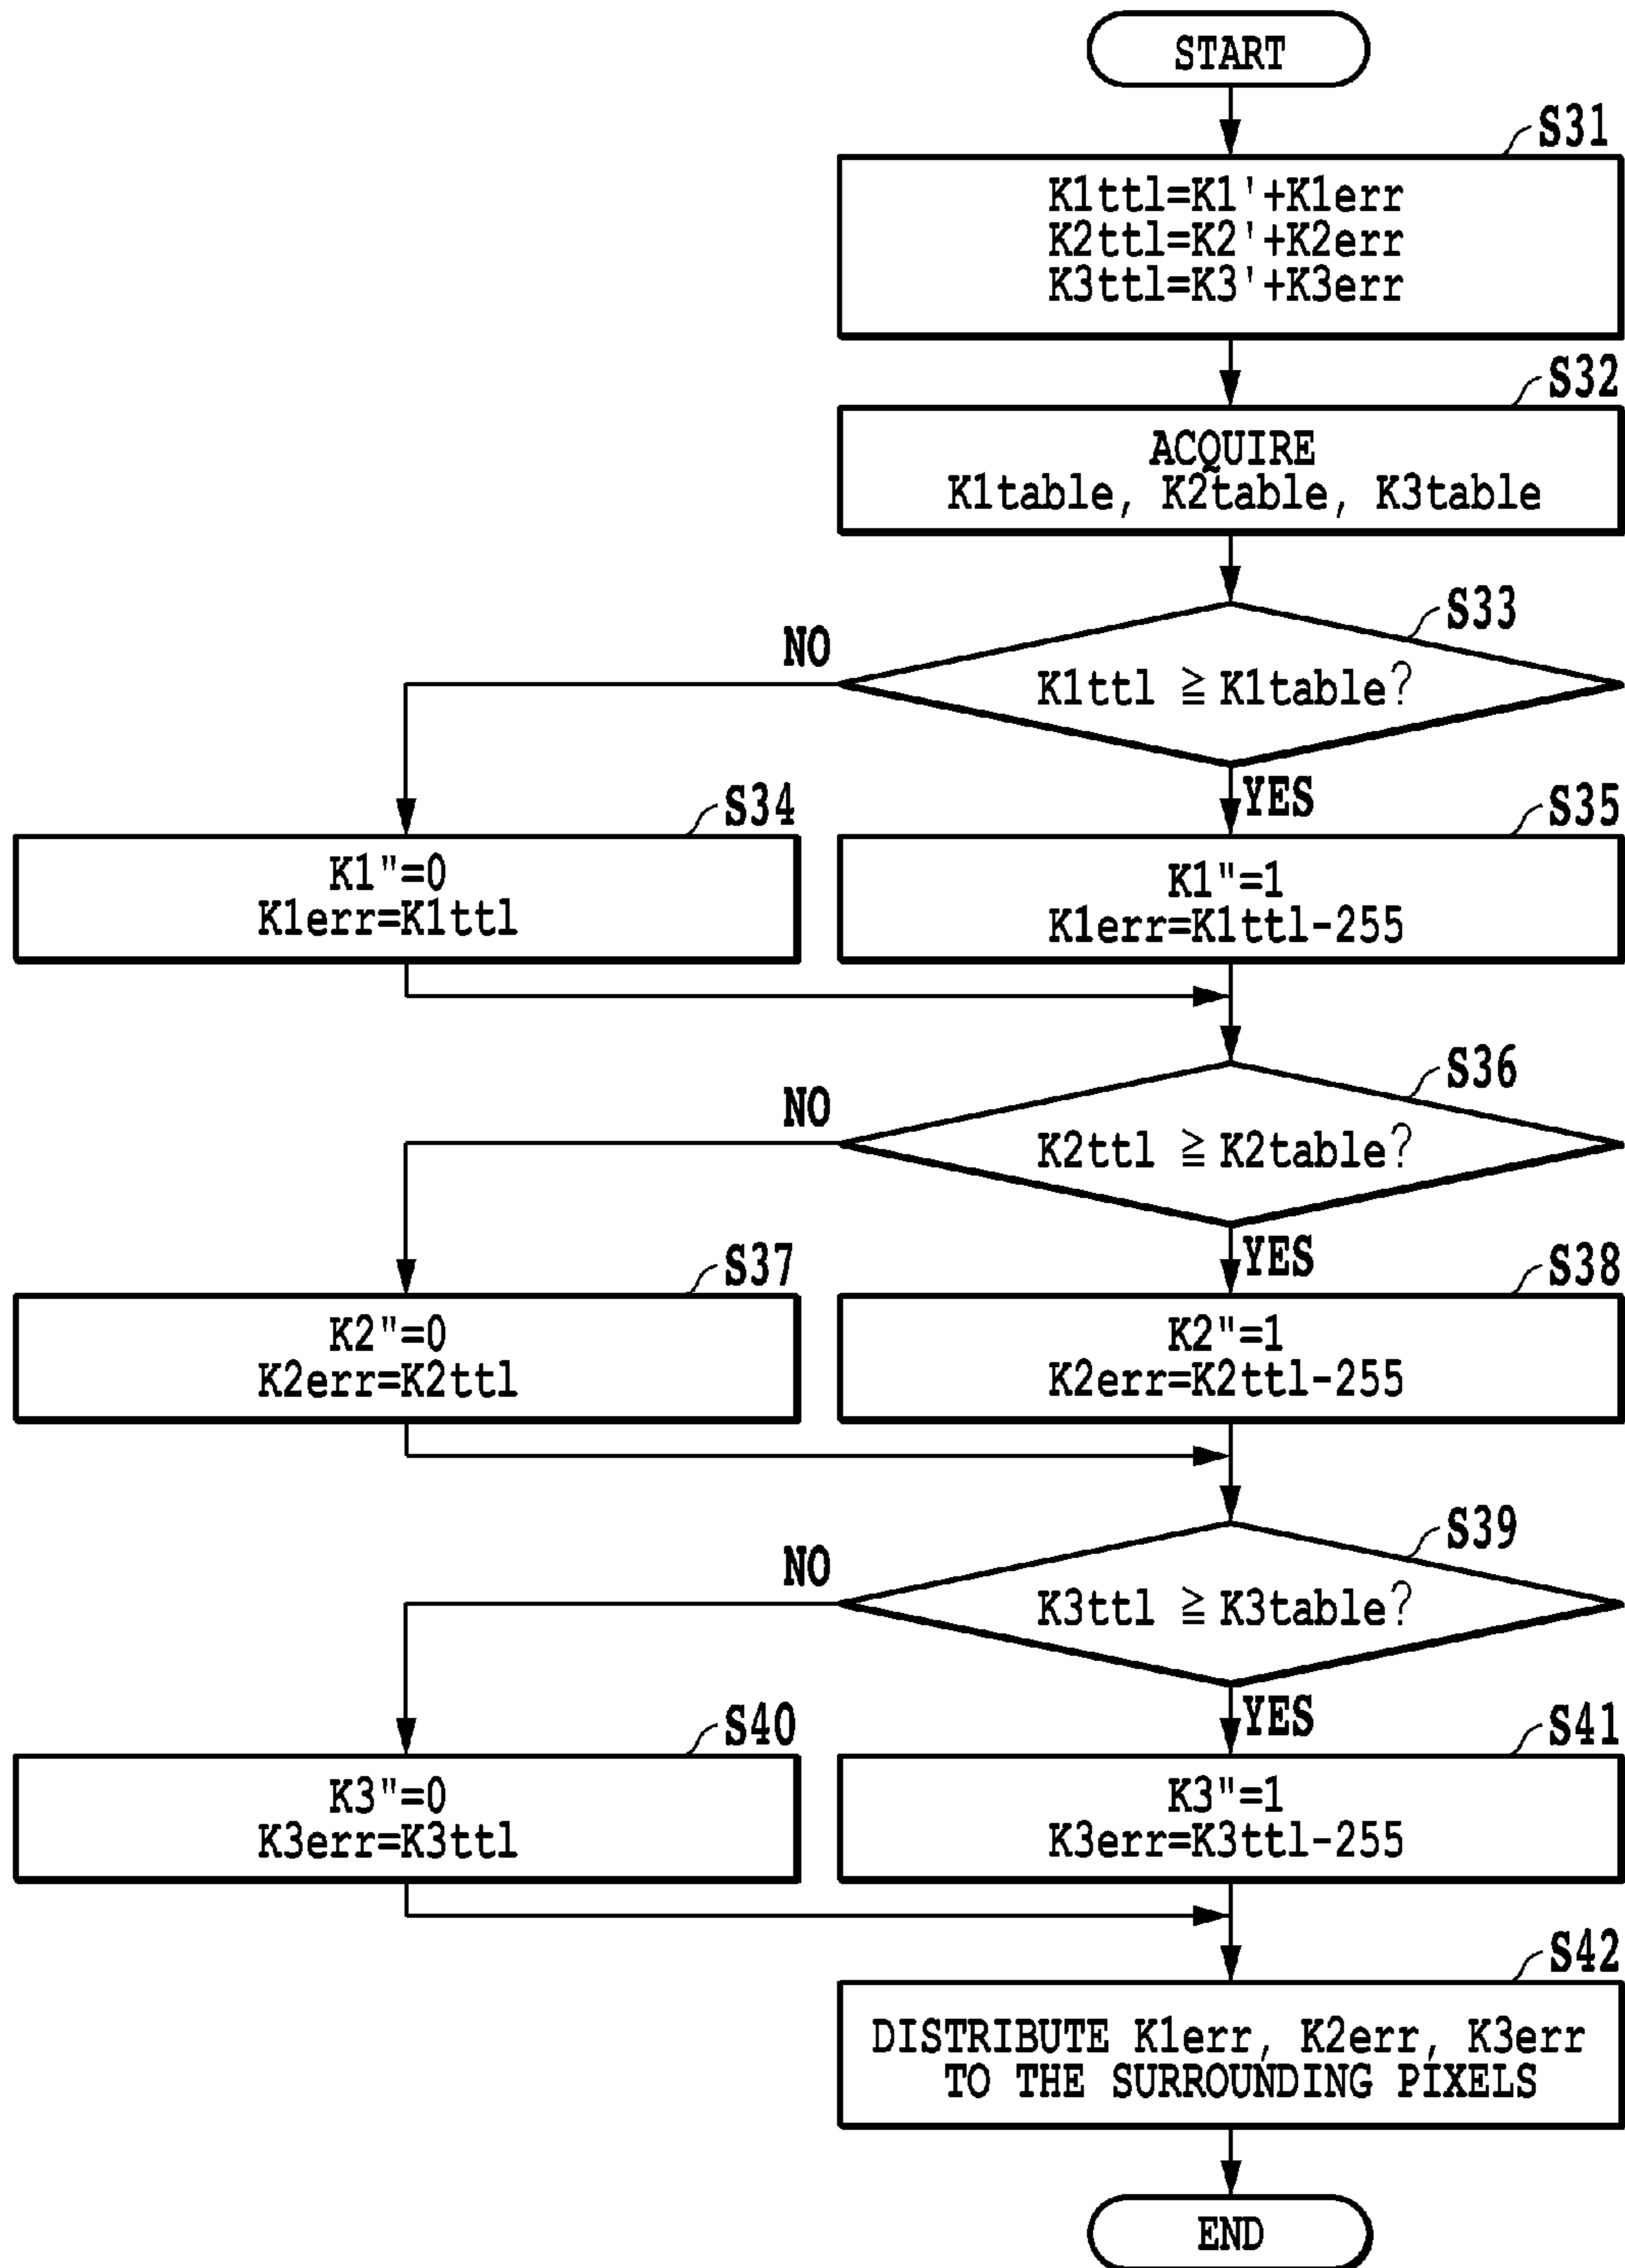 START
S31
K1ttl=K1'+K1err
K2ttl=K2'+K2err
K3ttl=K3'+K3err
S32
ACQUIRE
K1table, K2table, K3table
S33
NO
K1ttl ≧ K1table?
YES
S34
K1"=0
K1err=K1ttl
S35
K1"=1
K1err=K1ttl-255
S36
NO
K2ttl ≧ K2table?
YES
S37
K2"=0
K2err=K2ttl
S38
K2"=1
K2err=K2ttl-255
S39
NO
K3ttl ≧ K3table?
YES
S40
K3"=0
K3err=K3ttl
S41
K3"=1
K3err=K3ttl-255
S42
DISTRIBUTE K1err, K2err, K3err
TO THE SURROUNDING PIXELS
END